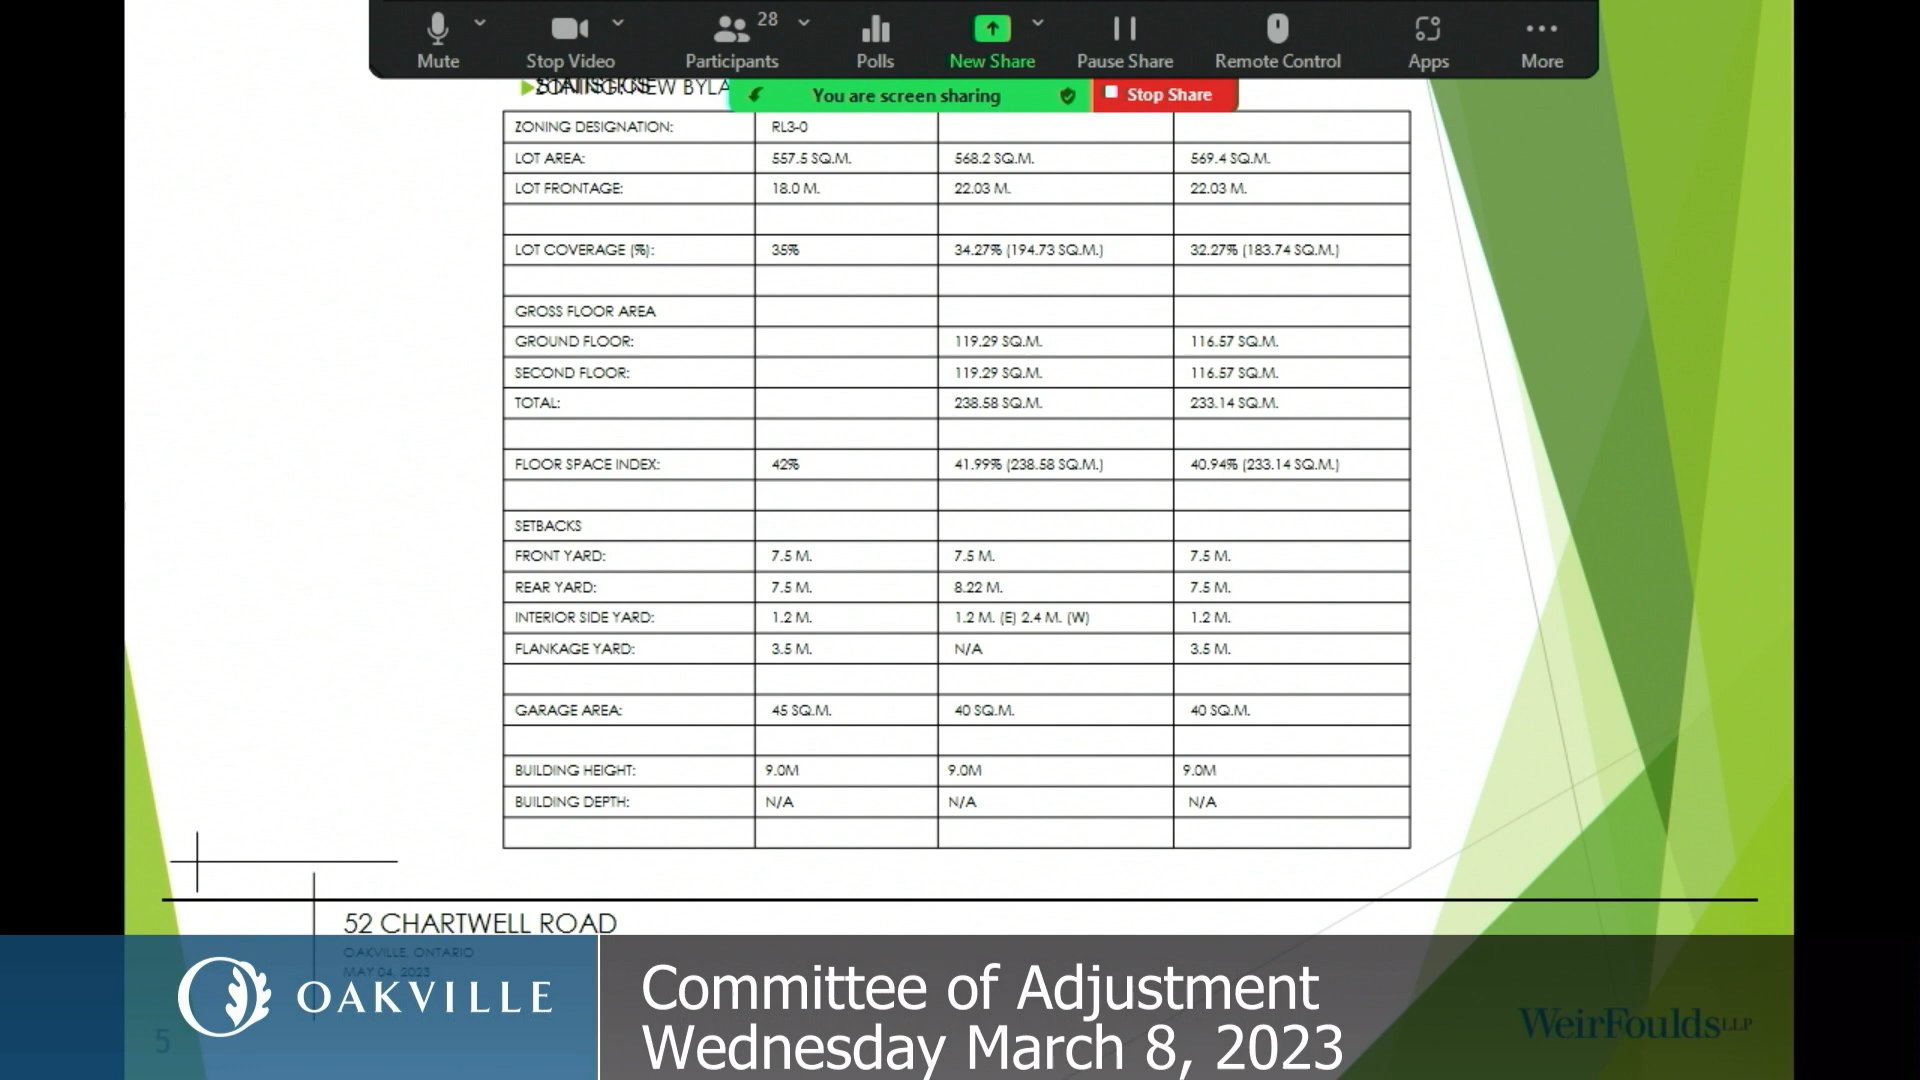 Mute
Stop Video
28
Participants
Polls
New Share
Pause Share
Remote Control
Apps
More
You are screen sharing
Stop Share
STATISTICS
ZONING: NEW BYLA
ZONING DESIGNATION: RL3-0
LOT AREA: 557.5 SQ.M. 568.2 SQ.M. 569.4 SQ.M.
LOT FRONTAGE: 18.0 M. 22.03 M. 22.03 M.
LOT COVERAGE (%): 35% 34.27% (194.73 SQ.M.) 32.27% (183.74 SQ.M.)
GROSS FLOOR AREA
GROUND FLOOR: 119.29 SQ.M. 116.57 SQ.M.
SECOND FLOOR: 119.29 SQ.M. 116.57 SQ.M.
TOTAL: 238.58 SQ.M. 233.14 SQ.M.
FLOOR SPACE INDEX: 42% 41.99% (238.58 SQ.M.) 40.94% (233.14 SQ.M.)
SETBACKS
FRONT YARD: 7.5 M. 7.5 M. 7.5 M.
REAR YARD: 7.5 M. 8.22 M. 7.5 M.
INTERIOR SIDE YARD: 1.2 M. 1.2 M. (E) 2.4 M. (W) 1.2 M.
FLANKAGE YARD: 3.5 M. N/A 3.5 M.
GARAGE AREA: 45 SQ.M. 40 SQ.M. 40 SQ.M.
BUILDING HEIGHT: 9.0M 9.0M 9.0M
BUILDING DEPTH: N/A N/A N/A
52 CHARTWELL ROAD
OAKVILLE, ONTARIO
MAY 04, 2023
OAKVILLE
5
Committee of Adjustment
Wednesday March 8, 2023
WeirFoulds LLP